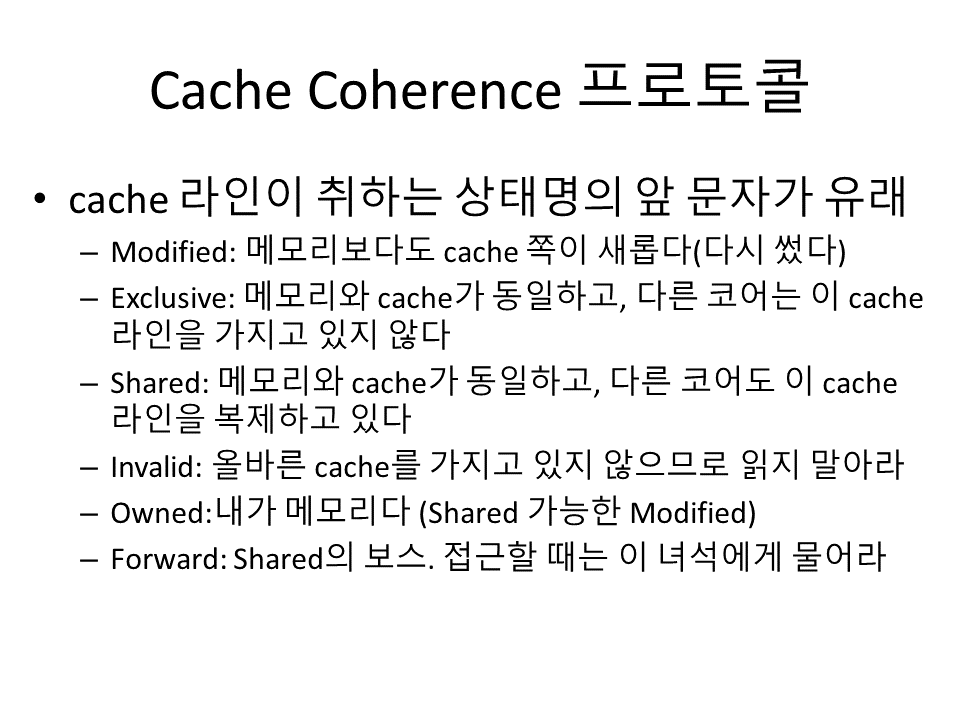 Cache Coherence 프로토콜
• cache 라인이 취하는 상태명의 앞 문자가 유래
– Modified: 메모리보다도 cache 쪽이 새롭다(다시 썼다)
– Exclusive: 메모리와 cache가 동일하고, 다른 코어는 이 cache
라인을 가지고 있지 않다
– Shared: 메모리와 cache가 동일하고, 다른 코어도 이 cache
라인을 복제하고 있다
– Invalid: 올바른 cache를 가지고 있지 않으므로 읽지 말아라
– Owned:내가 메모리다 (Shared 가능한 Modified)
– Forward: Shared의 보스. 접근할 때는 이 녀석에게 물어라